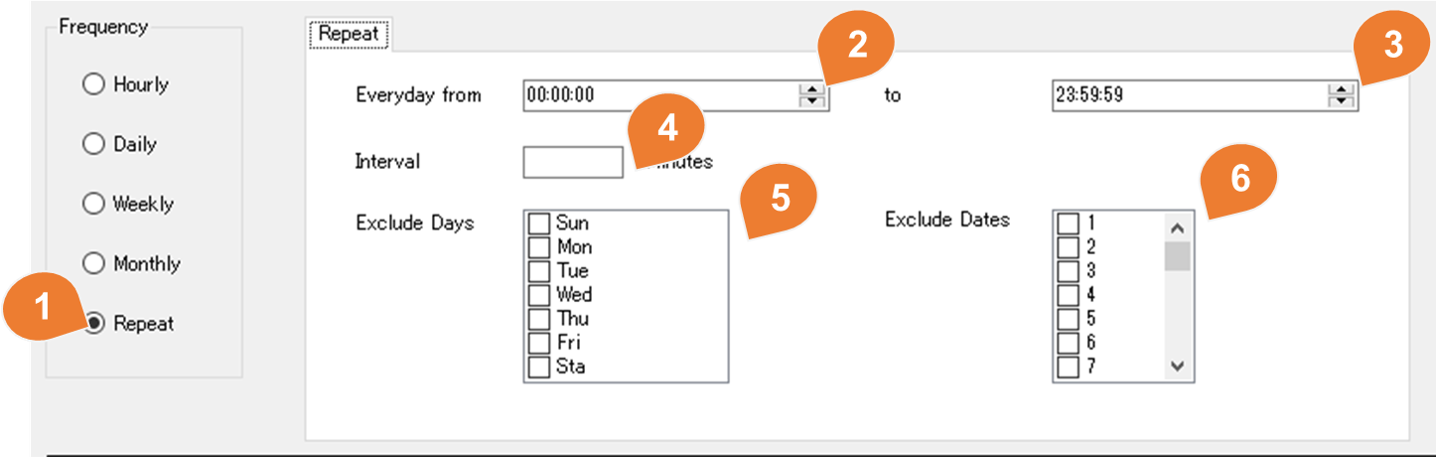 Frequency
Hourly
Daily
Weekly
Monthly
1
Repeat
Repeat
2
3
Everyday from 00:00:00 to 23:59:59
4
Interval
5
6
Exclude Days
Sun
Mon
Tue
Wed
Thu
Fri
Sta
Exclude Dates
1
2
3
4
5
6
7